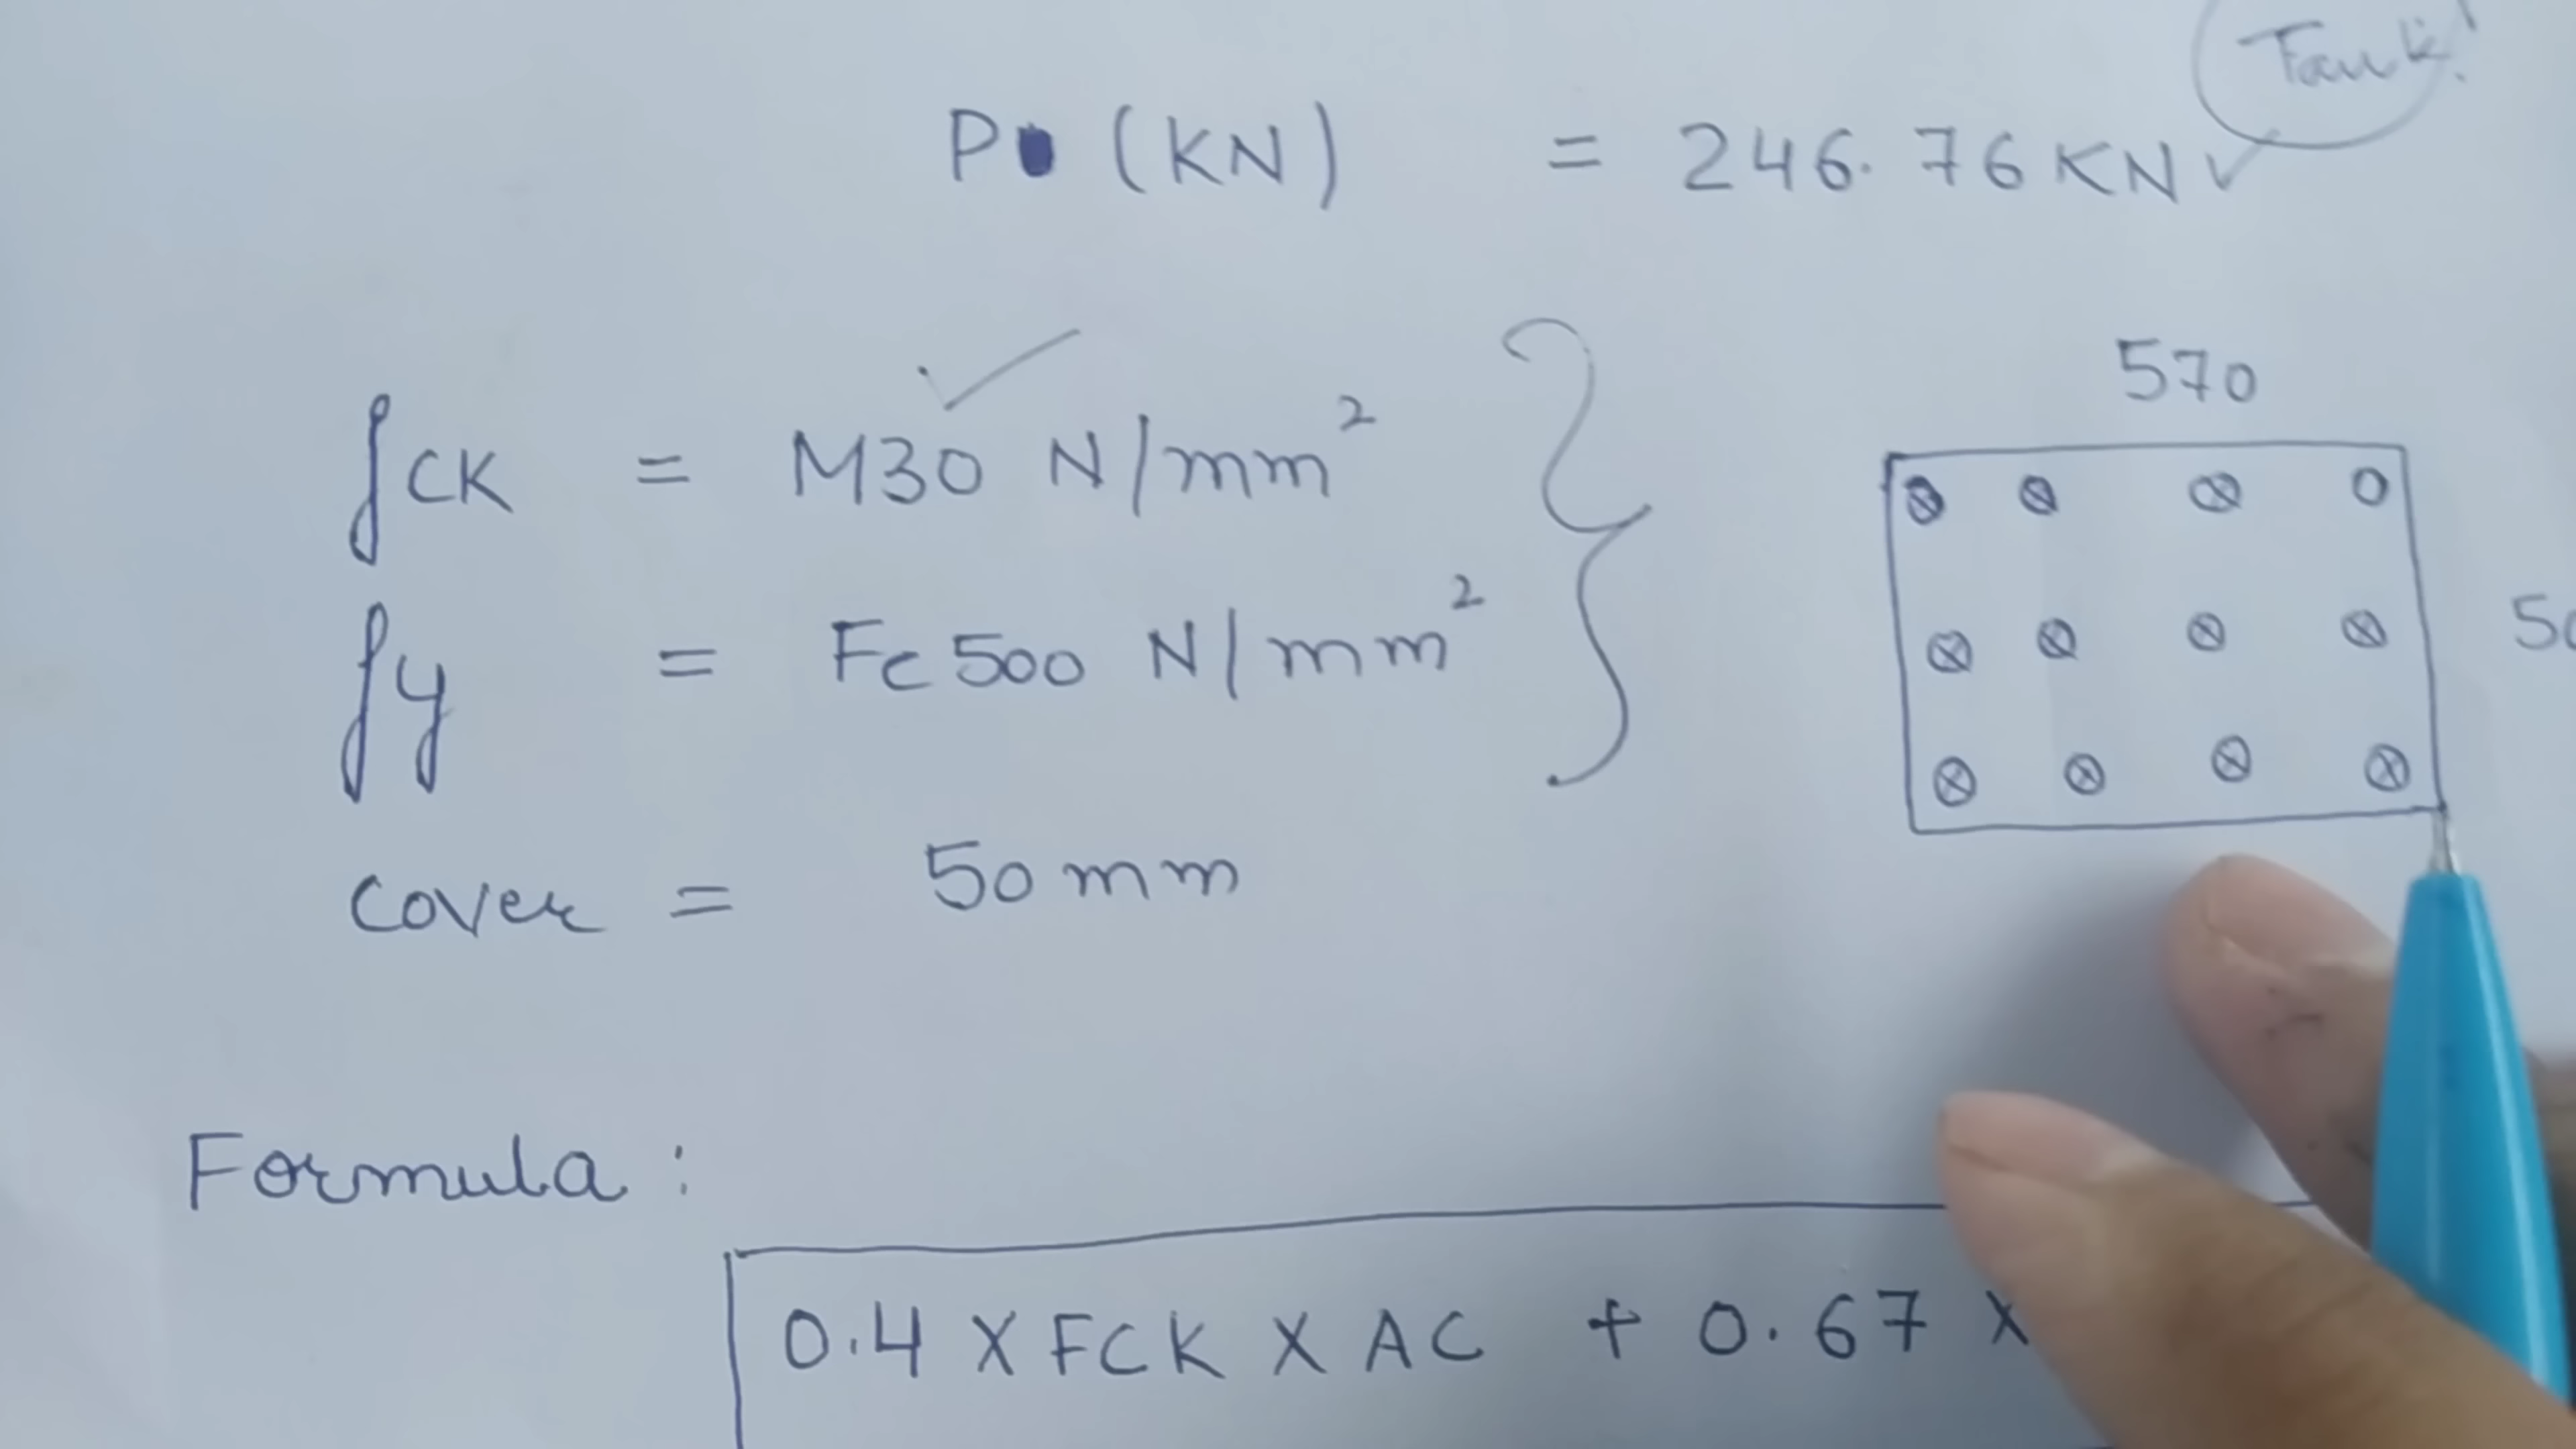 P (KN) = 246.76 KN
570
fck = M30 N/mm²
fy = Fe500 N/mm²
cover = 50 mm
Formula :
0.4 X FCK X AC + 0.67 X